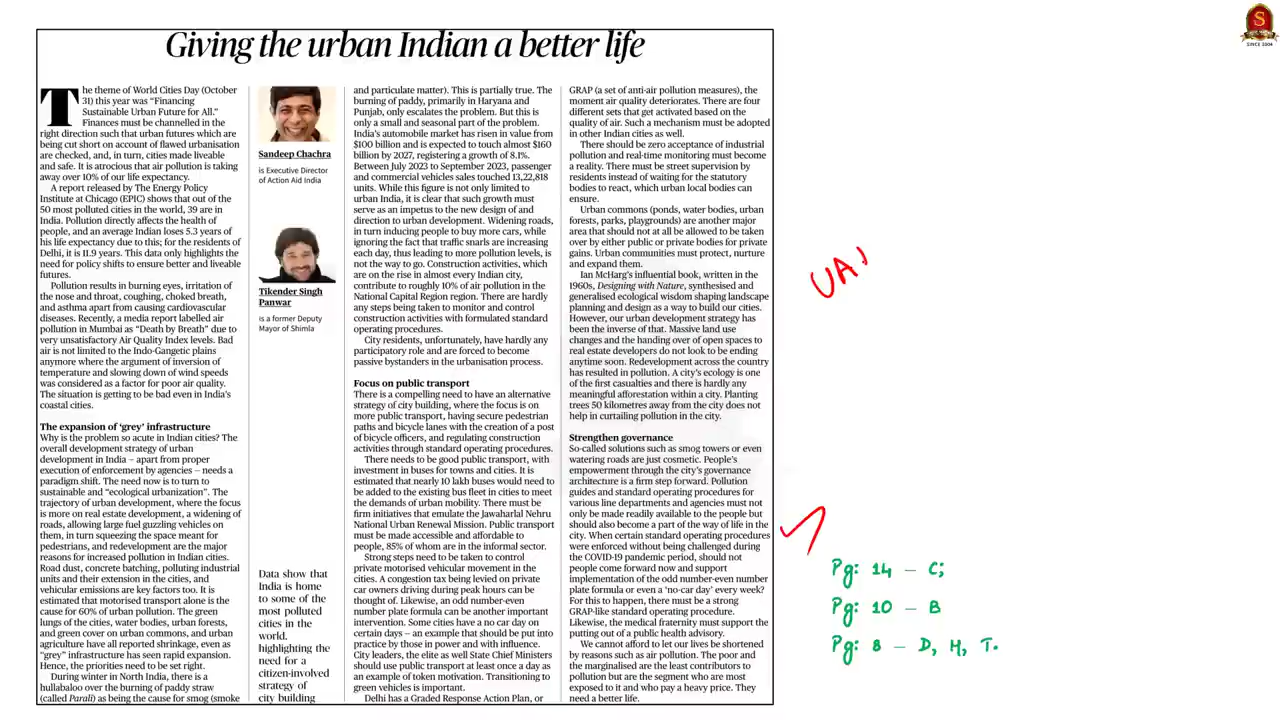 Giving the urban Indian a better life
The theme of World Cities Day (October
31) this year was “Financing
Sustainable Urban Future for All.”
Finances must be channelled in the
right direction such that urban futures which are
being cut short on account of flawed urbanisation
are checked, and, in turn, cities made liveable
and safe. It is atrocious that air pollution is taking
away over 10% of our life expectancy.
A report released by The Energy Policy
Institute at Chicago (EPIC) shows that out of the
50 most polluted cities in the world, 39 are in
India. Pollution directly affects the health of
people, and an average Indian loses 5.3 years of
his life expectancy due to this; for the residents of
Delhi, it is 11.9 years. This data only highlights the
need for policy shifts to ensure better and liveable
futures.
Pollution results in burning eyes, irritation of
the nose and throat, coughing, choked breath,
and asthma apart from causing cardiovascular
diseases. Recently, a media report labelled air
pollution in Mumbai as “Death by Breath” due to
very unsatisfactory Air Quality Index levels. Bad
air is not limited to the Indo-Gangetic plains
anymore where the argument of inversion of
temperature and slowing down of wind speeds
was considered as a factor for poor air quality.
The situation is getting to be bad even in India’s
coastal cities.
The expansion of ‘grey’ infrastructure
Why is the problem so acute in Indian cities? The
overall development strategy of urban
development in India — apart from proper
execution of enforcement by agencies — needs a
paradigm shift. The need now is to turn to
sustainable and “ecological urbanization”. The
trajectory of urban development, where the focus
is more on real estate development, a widening of
roads, allowing large fuel guzzling vehicles on
them, in turn squeezing the space meant for
pedestrians, and redevelopment are the major
reasons for increased pollution in Indian cities.
Road dust, concrete batching, polluting industrial
units and their extension in the cities, and
vehicular emissions are key factors too. It is
estimated that motorised transport alone is the
cause for 60% of urban pollution. The green
lungs of the cities, water bodies, urban forests,
and green cover on urban commons, and urban
agriculture have all reported shrinkage, even as
“grey” infrastructure has seen rapid expansion.
Hence, the priorities need to be set right.
During winter in North India, there is a
hullabaloo over the burning of paddy straw
(called Parali) as being the cause for smog (smoke
Sandeep Chachra
is Executive Director
of Action Aid India
Tikender Singh
Panwar
is a former Deputy
Mayor of Shimla
Data show that
India is home
to some of the
most polluted
cities in the
world,
highlighting the
need for a
citizen-involved
strategy of
city building
and particulate matter). This is partially true. The
burning of paddy, primarily in Haryana and
Punjab, only escalates the problem. But this is
only a small and seasonal part of the problem.
India’s automobile market has risen in value from
$100 billion and is expected to touch almost $160
billion by 2027, registering a growth of 8.1%.
Between July 2023 to September 2023, passenger
and commercial vehicles sales touched 13,22,818
units. While this figure is not only limited to
urban India, it is clear that such growth must
serve as an impetus to the new design of and
direction to urban development. Widening roads,
in turn inducing people to buy more cars, while
ignoring the fact that traffic snarls are increasing
each day, thus leading to more pollution levels, is
not the way to go. Construction activities, which
are on the rise in almost every Indian city,
contribute to roughly 10% of air pollution in the
National Capital Region region. There are hardly
any steps being taken to monitor and control
construction activities with formulated standard
operating procedures.
City residents, unfortunately, have hardly any
participatory role and are forced to become
passive bystanders in the urbanisation process.
Focus on public transport
There is a compelling need to have an alternative
strategy of city building, where the focus is on
more public transport, having secure pedestrian
paths and bicycle lanes with the creation of a post
of bicycle officers, and regulating construction
activities through standard operating procedures.
There needs to be good public transport, with
investment in buses for towns and cities. It is
estimated that nearly 10 lakh buses would need to
be added to the existing bus fleet in cities to meet
the demands of urban mobility. There must be
firm initiatives that emulate the Jawaharlal Nehru
National Urban Renewal Mission. Public transport
must be made accessible and affordable to
people, 85% of whom are in the informal sector.
Strong steps need to be taken to control
private motorised vehicular movement in the
cities. A congestion tax being levied on private
car owners driving during peak hours can be
thought of. Likewise, an odd number-even
number plate formula can be another important
intervention. Some cities have a no car day on
certain days — an example that should be put into
practice by those in power and with influence.
City leaders, the elite as well State Chief Ministers
should use public transport at least once a day as
an example of token motivation. Transitioning to
green vehicles is important.
Delhi has a Graded Response Action Plan, or
GRAP (a set of anti-air pollution measures), the
moment air quality deteriorates. There are four
different sets that get activated based on the
quality of air. Such a mechanism must be adopted
in other Indian cities as well.
There should be zero acceptance of industrial
pollution and real-time monitoring must become
a reality. There must be street supervision by
residents instead of waiting for the statutory
bodies to react, which urban local bodies can
ensure.
Urban commons (ponds, water bodies, urban
forests, parks, playgrounds) are another major
area that should not at all be allowed to be taken
over by either public or private bodies for private
gains. Urban communities must protect, nurture
and expand them.
Ian McHarg’s influential book, written in the
1960s, Designing with Nature, synthesised and
generalised ecological wisdom shaping landscape
planning and design as a way to build our cities.
However, our urban development strategy has
been the inverse of that. Massive land use
changes and the handing over of open spaces to
real estate developers do not look to be ending
anytime soon. Redevelopment across the country
has resulted in pollution. A city’s ecology is one
of the first casualties and there is hardly any
meaningful afforestation within a city. Planting
trees 50 kilometres away from the city does not
help in curtailing pollution in the city.
Strengthen governance
So-called solutions such as smog towers or even
watering roads are just cosmetic. People’s
empowerment through the city’s governance
architecture is a firm step forward. Pollution
guides and standard operating procedures for
various line departments and agencies must not
only be made readily available to the people but
should also become a part of the way of life in the
city. When certain standard operating procedures
were enforced without being challenged during
the COVID-19 pandemic period, should not
people come forward now and support
implementation of the odd number-even number
plate formula or even a ‘no-car day’ every week?
For this to happen, there must be a strong
GRAP-like standard operating procedure.
Likewise, the medical fraternity must support the
putting out of a public health advisory.
We cannot afford to let our lives be shortened
by reasons such as air pollution. The poor and
the marginalised are the least contributors to
pollution but are the segment who are most
exposed to it and who pay a heavy price. They
need a better life.
Pg: 14 – C;
Pg: 10 – B
Pg: 8 – D, H, T.
S
SINCE 2004